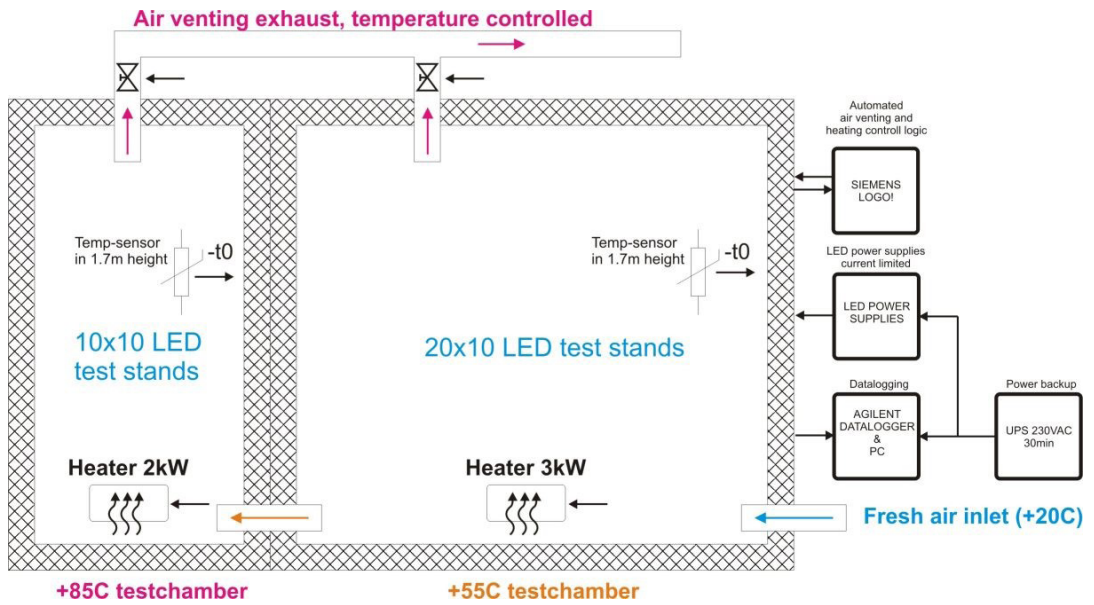 Air venting exhaust, temperature controlled
Automated
air venting and
heating controll logic
SIEMENS
LOGO!
Temp-sensor
in 1.7m height
-t0
Temp-sensor
in 1.7m height
-t0
LED power supplies
current limited
LED POWER
SUPPLIES
10x10 LED
test stands
20x10 LED test stands
Datalogging
AGILENT
DATALOGGER
&
PC
Power backup
UPS 230VAC
30min
Heater 2kW
Heater 3kW
Fresh air inlet (+20C)
+85C testchamber
+55C testchamber